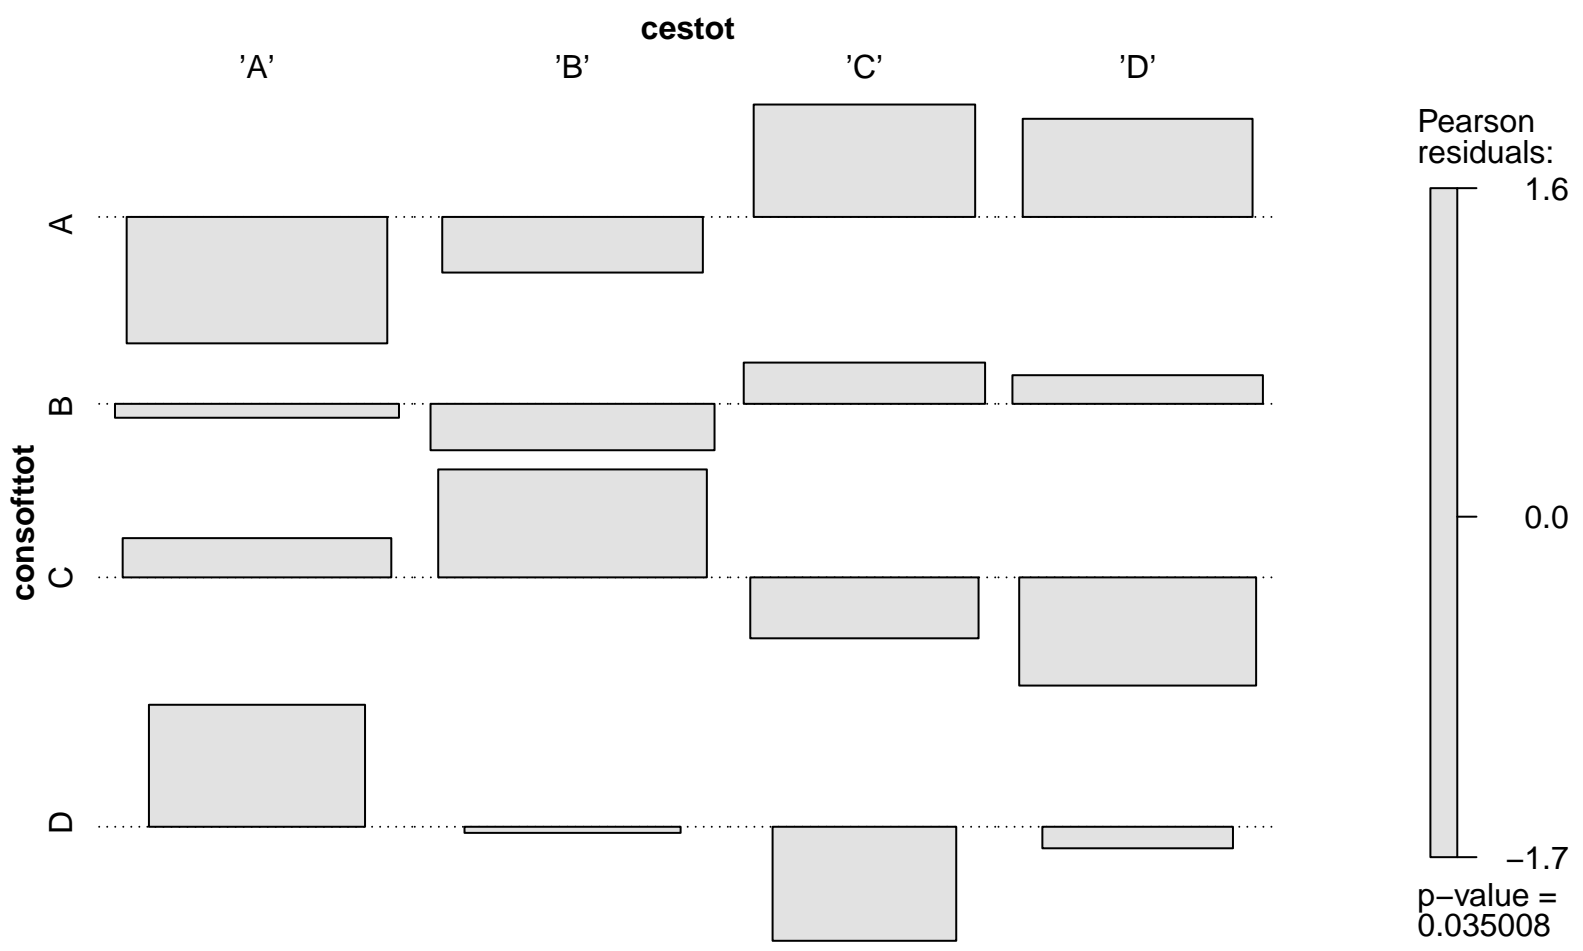 cestot
’A’ ’B’ ’C’ ’D’
consofttot
A
B
C
D
Pearson
residuals:
1.6
0.0
−1.7
p−value =
0.035008